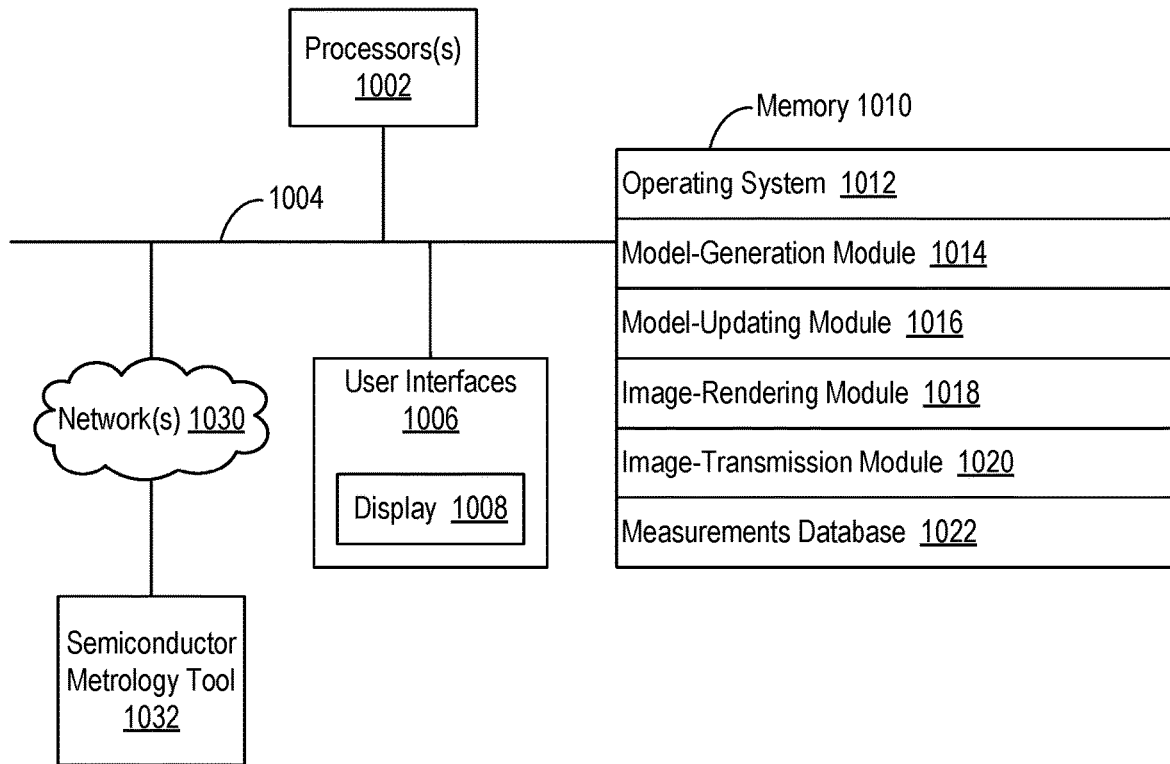 Processors(s)
1002
Memory 1010
1004
Operating System 1012
Model-Generation Module 1014
Model-Updating Module 1016
Image-Rendering Module 1018
Image-Transmission Module 1020
Measurements Database 1022
Network(s) 1030
User Interfaces
1006
Display 1008
Semiconductor
Metrology Tool
1032